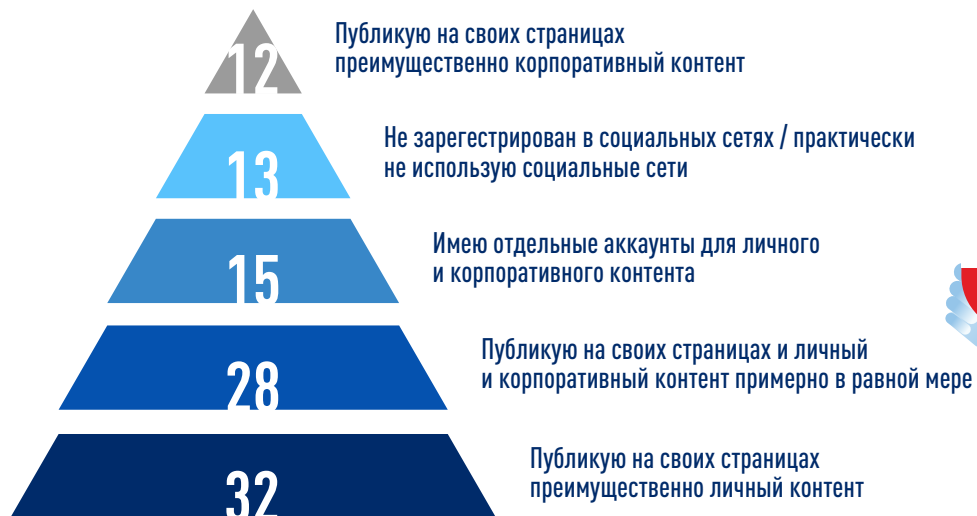 12
Публикую на своих страницах
преимущественно корпоративный контент
13
Не зарегестрирован в социальных сетях / практически
не использую социальные сети
15
Имею отдельные аккаунты для личного
и корпоративного контента
28
Публикую на своих страницах и личный
и корпоративный контент примерно в равной мере
32
Публикую на своих страницах
преимущественно личный контент